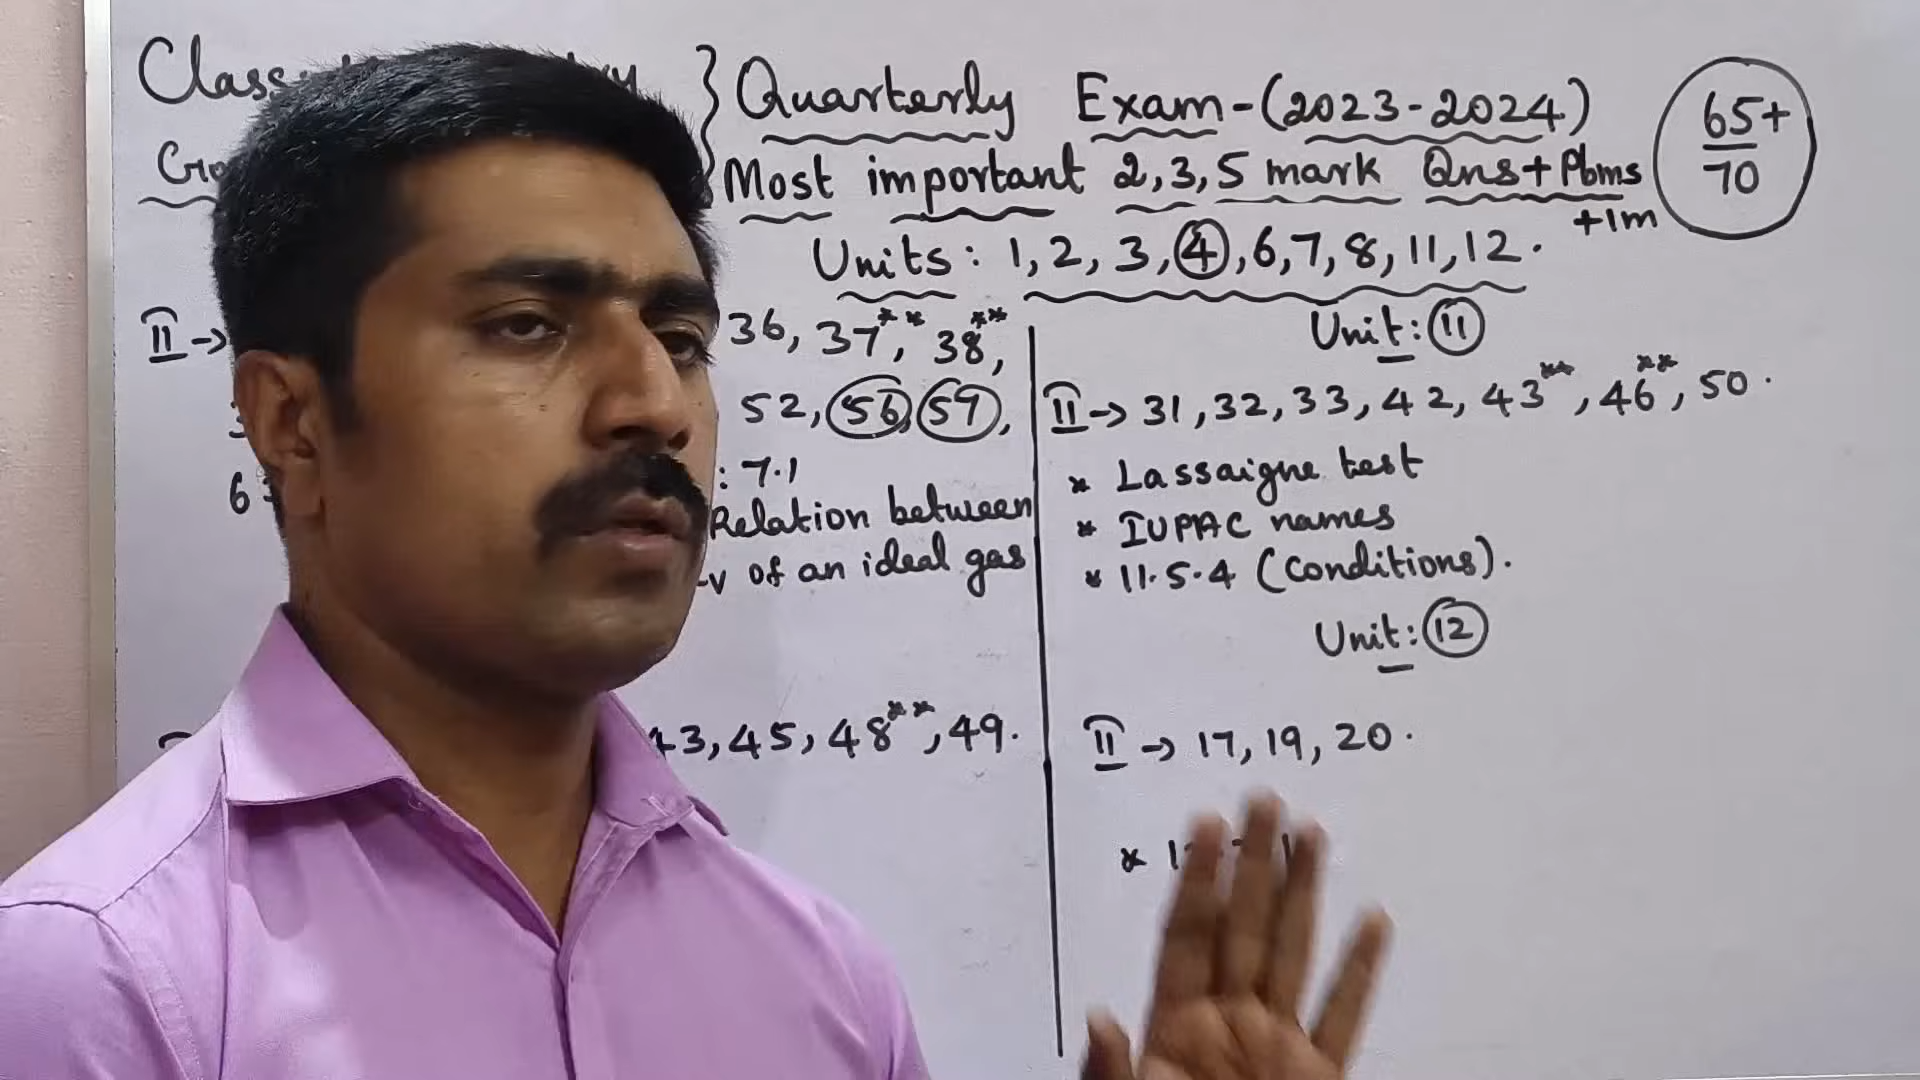 Quarterly Exam-(2023-2024)
Most important 2,3,5 mark Qns+Pbms
+1m
65+
70
Units: 1,2,3,4,6,7,8,11,12.
II→
36, 37**, 38**,
52, 56, 59,
6
: 7.1
Relation between
-v of an ideal gas
43,45,48**,49.
Unit: 11
II→ 31,32,33,42,43**,46**,50.
* Lassaigne test
* IUPAC names
* 11.5.4 (Conditions).
Unit: 12
II→ 17,19,20.
*